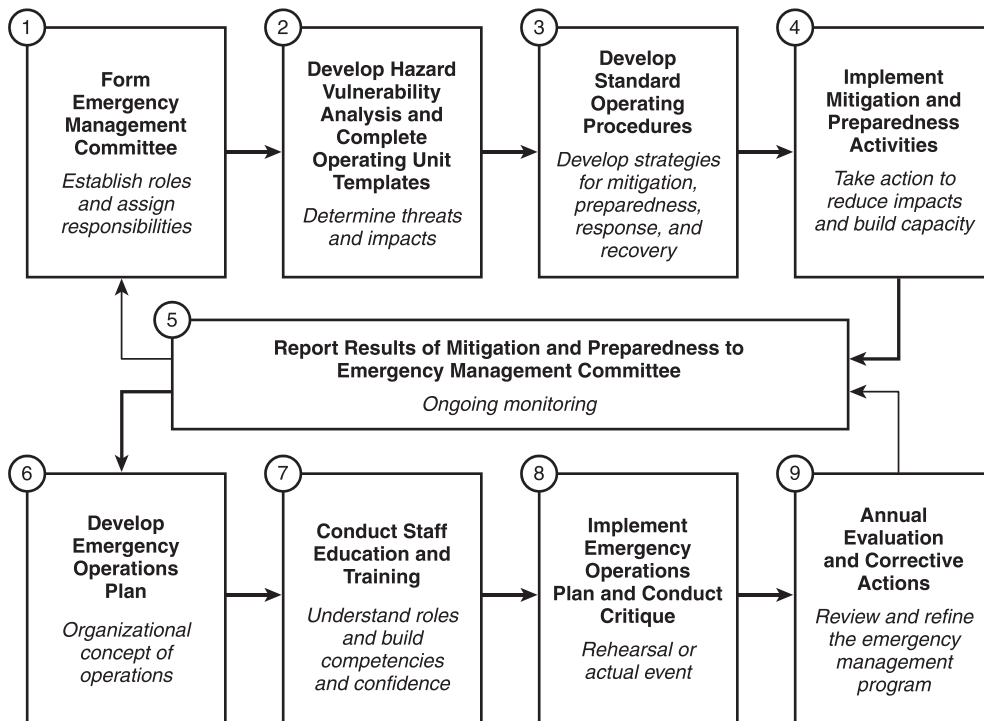 1
Form
Emergency
Management
Committee
Establish roles
and assign
responsibilities
2
Develop Hazard
Vulnerability
Analysis and
Complete
Operating Unit
Templates
Determine threats
and impacts
3
Develop
Standard
Operating
Procedures
Develop strategies
for mitigation,
preparedness,
response, and
recovery
4
Implement
Mitigation and
Preparedness
Activities
Take action to
reduce impacts
and build capacity
5
Report Results of Mitigation and Preparedness to
Emergency Management Committee
Ongoing monitoring
6
Develop
Emergency
Operations
Plan
Organizational
concept of
operations
7
Conduct Staff
Education and
Training
Understand roles
and build
competencies
and confidence
8
Implement
Emergency
Operations
Plan and Conduct
Critique
Rehearsal or
actual event
9
Annual
Evaluation
and Corrective
Actions
Review and refine
the emergency
management
program